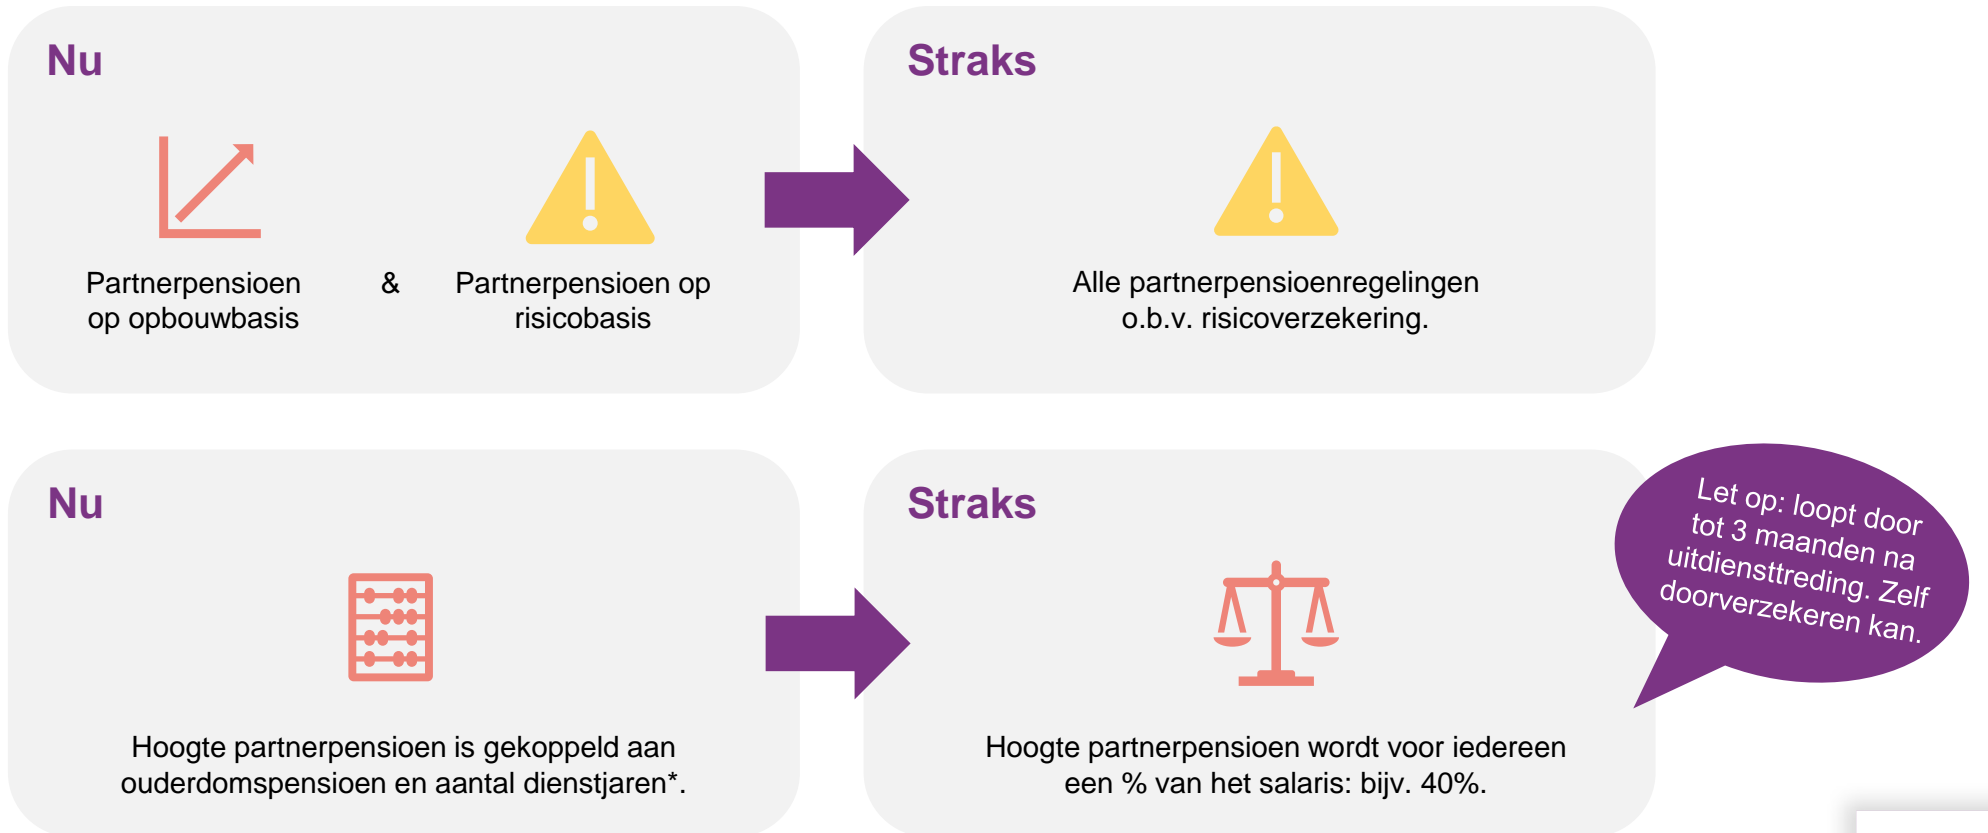 Nu
Straks
Partnerpensioen
op opbouwbasis
&
Partnerpensioen op
risicobasis
Alle partnerpensioenregelingen
o.b.v. risicoverzekering.
Nu
Straks
Let op: loopt door
tot 3 maanden na
uitdiensttreding. Zelf
doorverzekeren kan.
Hoogte partnerpensioen is gekoppeld aan
ouderdomspensioen en aantal dienstjaren*.
Hoogte partnerpensioen wordt voor iedereen
een % van het salaris: bijv. 40%.